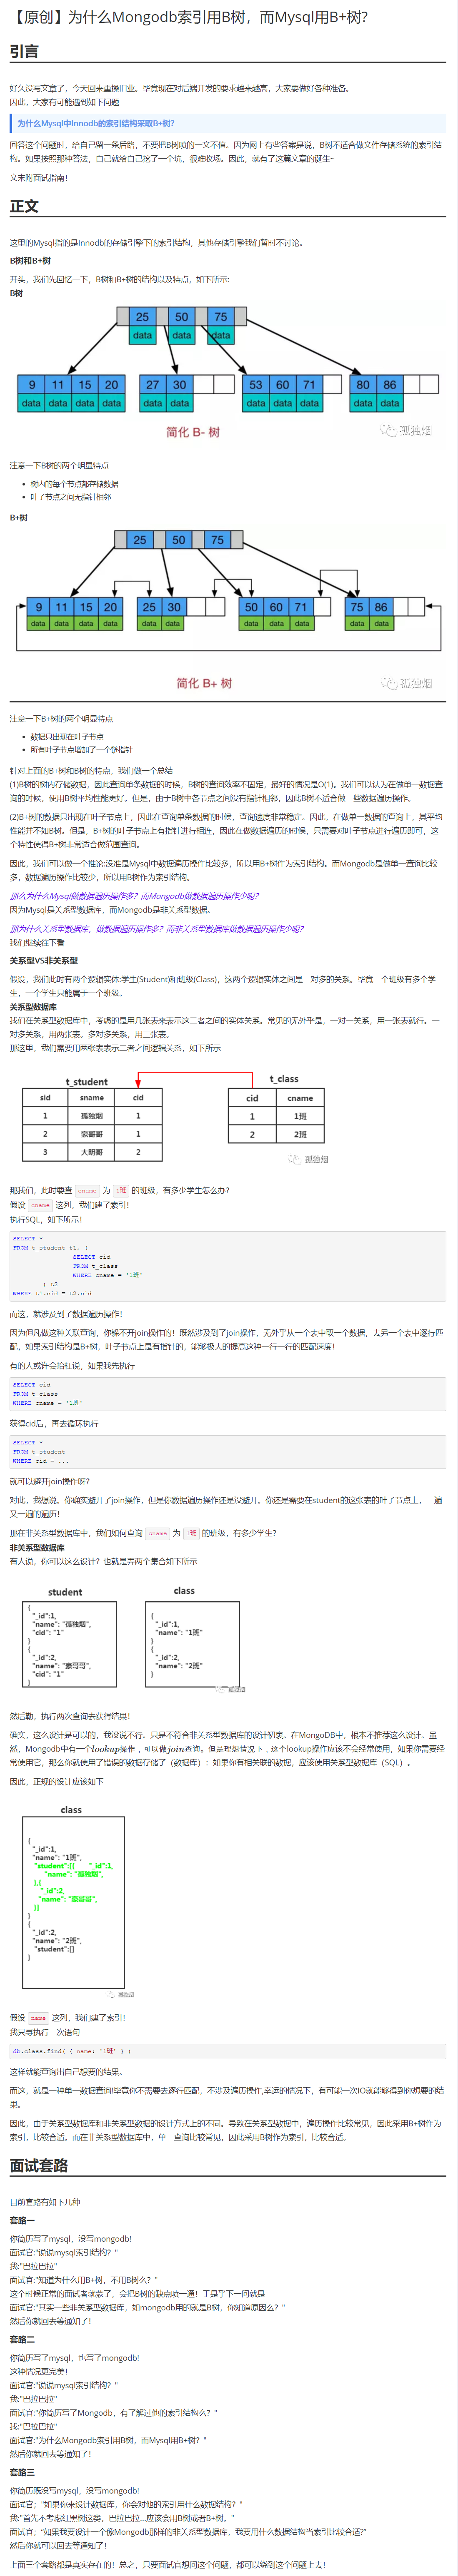 【原创】为什么Mongodb索引用B树，而Mysql用B+树?
引言
好久没写文章了，今天回来重操旧业。毕竟现在对后端开发的要求越来越高，大家要做好各种准备。
因此，大家有可能遇到如下问题
为什么Mysql中Innodb的索引结构采取B+树?
回答这个问题时，给自己留一条后路，不要把B树喷的一文不值。因为网上有些答案是说，B树不适合做文件存储系统的索引结
构。如果按照那种答法，自己就给自己挖了一个坑，很难收场。因此，就有了这篇文章的诞生~
文末附面试指南!
正文
这里的Mysql指的是Innodb的存储引擎下的索引结构，其他存储引擎我们暂时不讨论。
B树和B+树
开头，我们先回忆一下，B树和B+树的结构以及特点，如下所示:
B树
25 50 75
data data data
9 11 15 20 27 30 53 60 71 80 86
data data data data data data data data data data data
简化 B- 树
孤独烟
注意一下B树的两个明显特点
• 树内的每个节点都存储数据
• 叶子节点之间无指针相邻
B+树
25 50 75
9 11 15 20 25 30 50 60 71 75 86
data data data data data data data data data data data
简化 B+ 树
孤独烟
注意一下B+树的两个明显特点
• 数据只出现在叶子节点
• 所有叶子节点增加了一个链指针
针对上面的B+树和B树的特点，我们做一个总结
(1)B树的树内存储数据，因此查询单条数据的时候，B树的查询效率不固定，最好的情况是O(1)。我们可以认为在做单一数据查
询的时候，使用B树平均性能更好。但是，由于B树中各节点之间没有指针相邻，因此B树不适合做一些数据遍历操作。
(2)B+树的数据只出现在叶子节点上，因此在查询单条数据的时候，查询速度非常稳定。因此，在做单一数据的查询上，其平均
性能并不如B树。但是，B+树的叶子节点上有指针进行相连，因此在做数据遍历的时候，只需要对叶子节点进行遍历即可，这
个特性使得B+树非常适合做范围查询。
因此，我们可以做一个推论:没准是Mysql中数据遍历操作比较多，所以用B+树作为索引结构。而Mongodb是做单一查询比较
多，数据遍历操作比较少，所以用B树作为索引结构。
那么为什么Mysql做数据遍历操作多？而Mongodb做数据遍历操作少呢？
因为Mysql是关系型数据库，而Mongodb是非关系型数据。
那为什么关系型数据库，做数据遍历操作多？而非关系型数据库做数据遍历操作少呢？
我们继续往下看
关系型VS非关系型
假设，我们此时有两个逻辑实体:学生(Student)和班级(Class)，这两个逻辑实体之间是一对多的关系。毕竟一个班级有多个学
生，一个学生只能属于一个班级。
关系型数据库
我们在关系型数据库中，考虑的是用几张表来表示这二者之间的实体关系。常见的无外乎是，一对一关系，用一张表就行。一
对多关系，用两张表。多对多关系，用三张表。
那这里，我们需要用两张表表示二者之间逻辑关系，如下所示
t_student t_class
sid sname cid cid cname
1 孤独烟 1 1 1班
2 豪哥哥 1 2 2班
3 大明哥 2
孤独烟
那我们，此时要查 cname 为 1班 的班级，有多少学生怎么办?
假设 cname 这列，我们建了索引!
执行SQL，如下所示!
SELECT *
FROM t_student t1, (
SELECT cid
FROM t_class
WHERE cname = '1班'
) t2
WHERE t1.cid = t2.cid
而这，就涉及到了数据遍历操作!
因为但凡做这种关联查询，你躲不开join操作的！既然涉及到了join操作，无外乎从一个表中取一个数据，去另一个表中逐行匹
配，如果索引结构是B+树，叶子节点上是有指针的，能够极大的提高这种一行一行的匹配速度!
有的人或许会抬杠说，如果我先执行
SELECT cid
FROM t_class
WHERE cname = '1班'
获得cid后，再去循环执行
SELECT *
FROM t_student
WHERE cid = ...
就可以避开join操作呀?
对此，我想说。你确实避开了join操作，但是你数据遍历操作还是没避开。你还是需要在student的这张表的叶子节点上，一遍
又一遍的遍历!
那在非关系型数据库中，我们如何查询 cname 为 1班 的班级，有多少学生?
非关系型数据库
有人说，你可以这么设计？也就是弄两个集合如下所示
student class
{
"_id":1,
"name": "孤独烟",
"cid": "1"
}
{
"_id":2,
"name": "豪哥哥",
"cid": "1"
}
{
"_id":1,
"name": "1班"
}
{
"_id":2,
"name": "2班"
}
孤独烟
然后勒，执行两次查询去获得结果!
确实，这么设计是可以的，我没说不行。只是不符合非关系型数据库的设计初衷。在MongoDB中，根本不推荐这么设计。虽
然，Mongodb中有一个lookup操作，可以做join查询。但是理想情况下，这个lookup操作应该不会经常使用，如果你需要经
常使用它，那么你就使用了错误的数据存储了（数据库）：如果你有相关联的数据，应该使用关系型数据库（SQL）。
因此，正规的设计应该如下
class
{
"_id":1,
"name": "1班",
"student":[{ "_id":1,
"name": "孤独烟",
},{
"_id":2,
"name": "豪哥哥",
}]
}
{
"_id":2,
"name": "2班",
"student":[]
}
孤独烟
假设 name 这列，我们建了索引!
我只寻执行一次语句
db.class.find( { name: '1班' } )
这样就能查询出自己想要的结果。
而这，就是一种单一数据查询!毕竟你不需要去逐行匹配，不涉及遍历操作,幸运的情况下，有可能一次IO就能够得到你想要的结
果。
因此，由于关系型数据库和非关系型数据的设计方式上的不同。导致在关系型数据中，遍历操作比较常见，因此采用B+树作为
索引，比较合适。而在非关系型数据库中，单一查询比较常见，因此采用B树作为索引，比较合适。
面试套路
目前套路有如下几种
套路一
你简历写了mysql，没写mongodb!
面试官:"说说mysql索引结构？"
我:"巴拉巴拉"
面试官:"知道为什么用B+树，不用B树么？"
这个时候正常的面试者就蒙了，会把B树的缺点喷一通！于是乎下一问就是
面试官:"其实一些非关系型数据库，如mongodb用的就是B树，你知道原因么？"
然后你就回去等通知了!
套路二
你简历写了mysql，也写了mongodb!
这种情况更完美!
面试官:"说说mysql索引结构？"
我:"巴拉巴拉"
面试官:"你简历写了Mongodb，有了解过他的索引结构么？"
我:"巴拉巴拉"
面试官:"为什么Mongodb索引用B树，而Mysql用B+树？"
然后你就回去等通知了!
套路三
你简历既没写mysql，没写mongodb!
面试官；"如果你来设计数据库，你会对他的索引用什么数据结构？"
我:"首先不考虑红黑树这类，巴拉巴拉...应该会用B树或者B+树。"
面试官；"如果我要设计一个像Mongodb那样的非关系型数据库，我要用什么数据结构当索引比较合适?"
然后你就可以回去等通知了!
上面三个套路都是真实存在的！总之，只要面试官想问这个问题，都可以绕到这个问题上去!